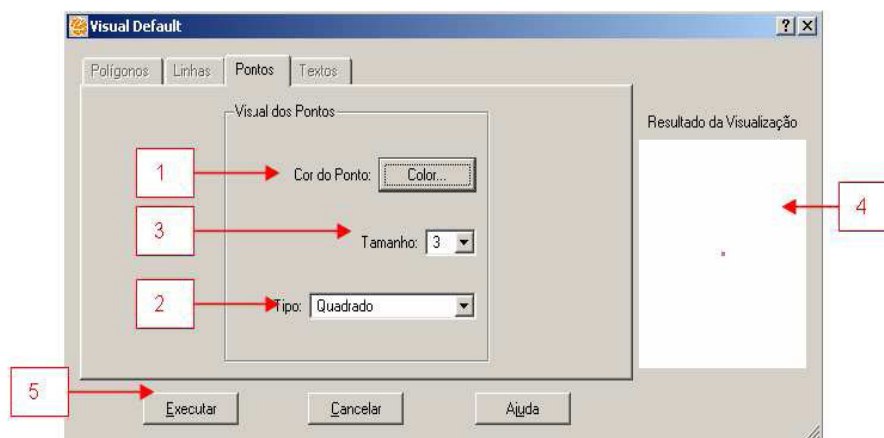 Visual Default
Polígonos Linhas Pontos Textos
Visual dos Pontos
Resultado da Visualização
1
Cor do Ponto: Color...
4
3
Tamanho: 3
2
Tipo: Quadrado
5
Executar Cancelar Ajuda